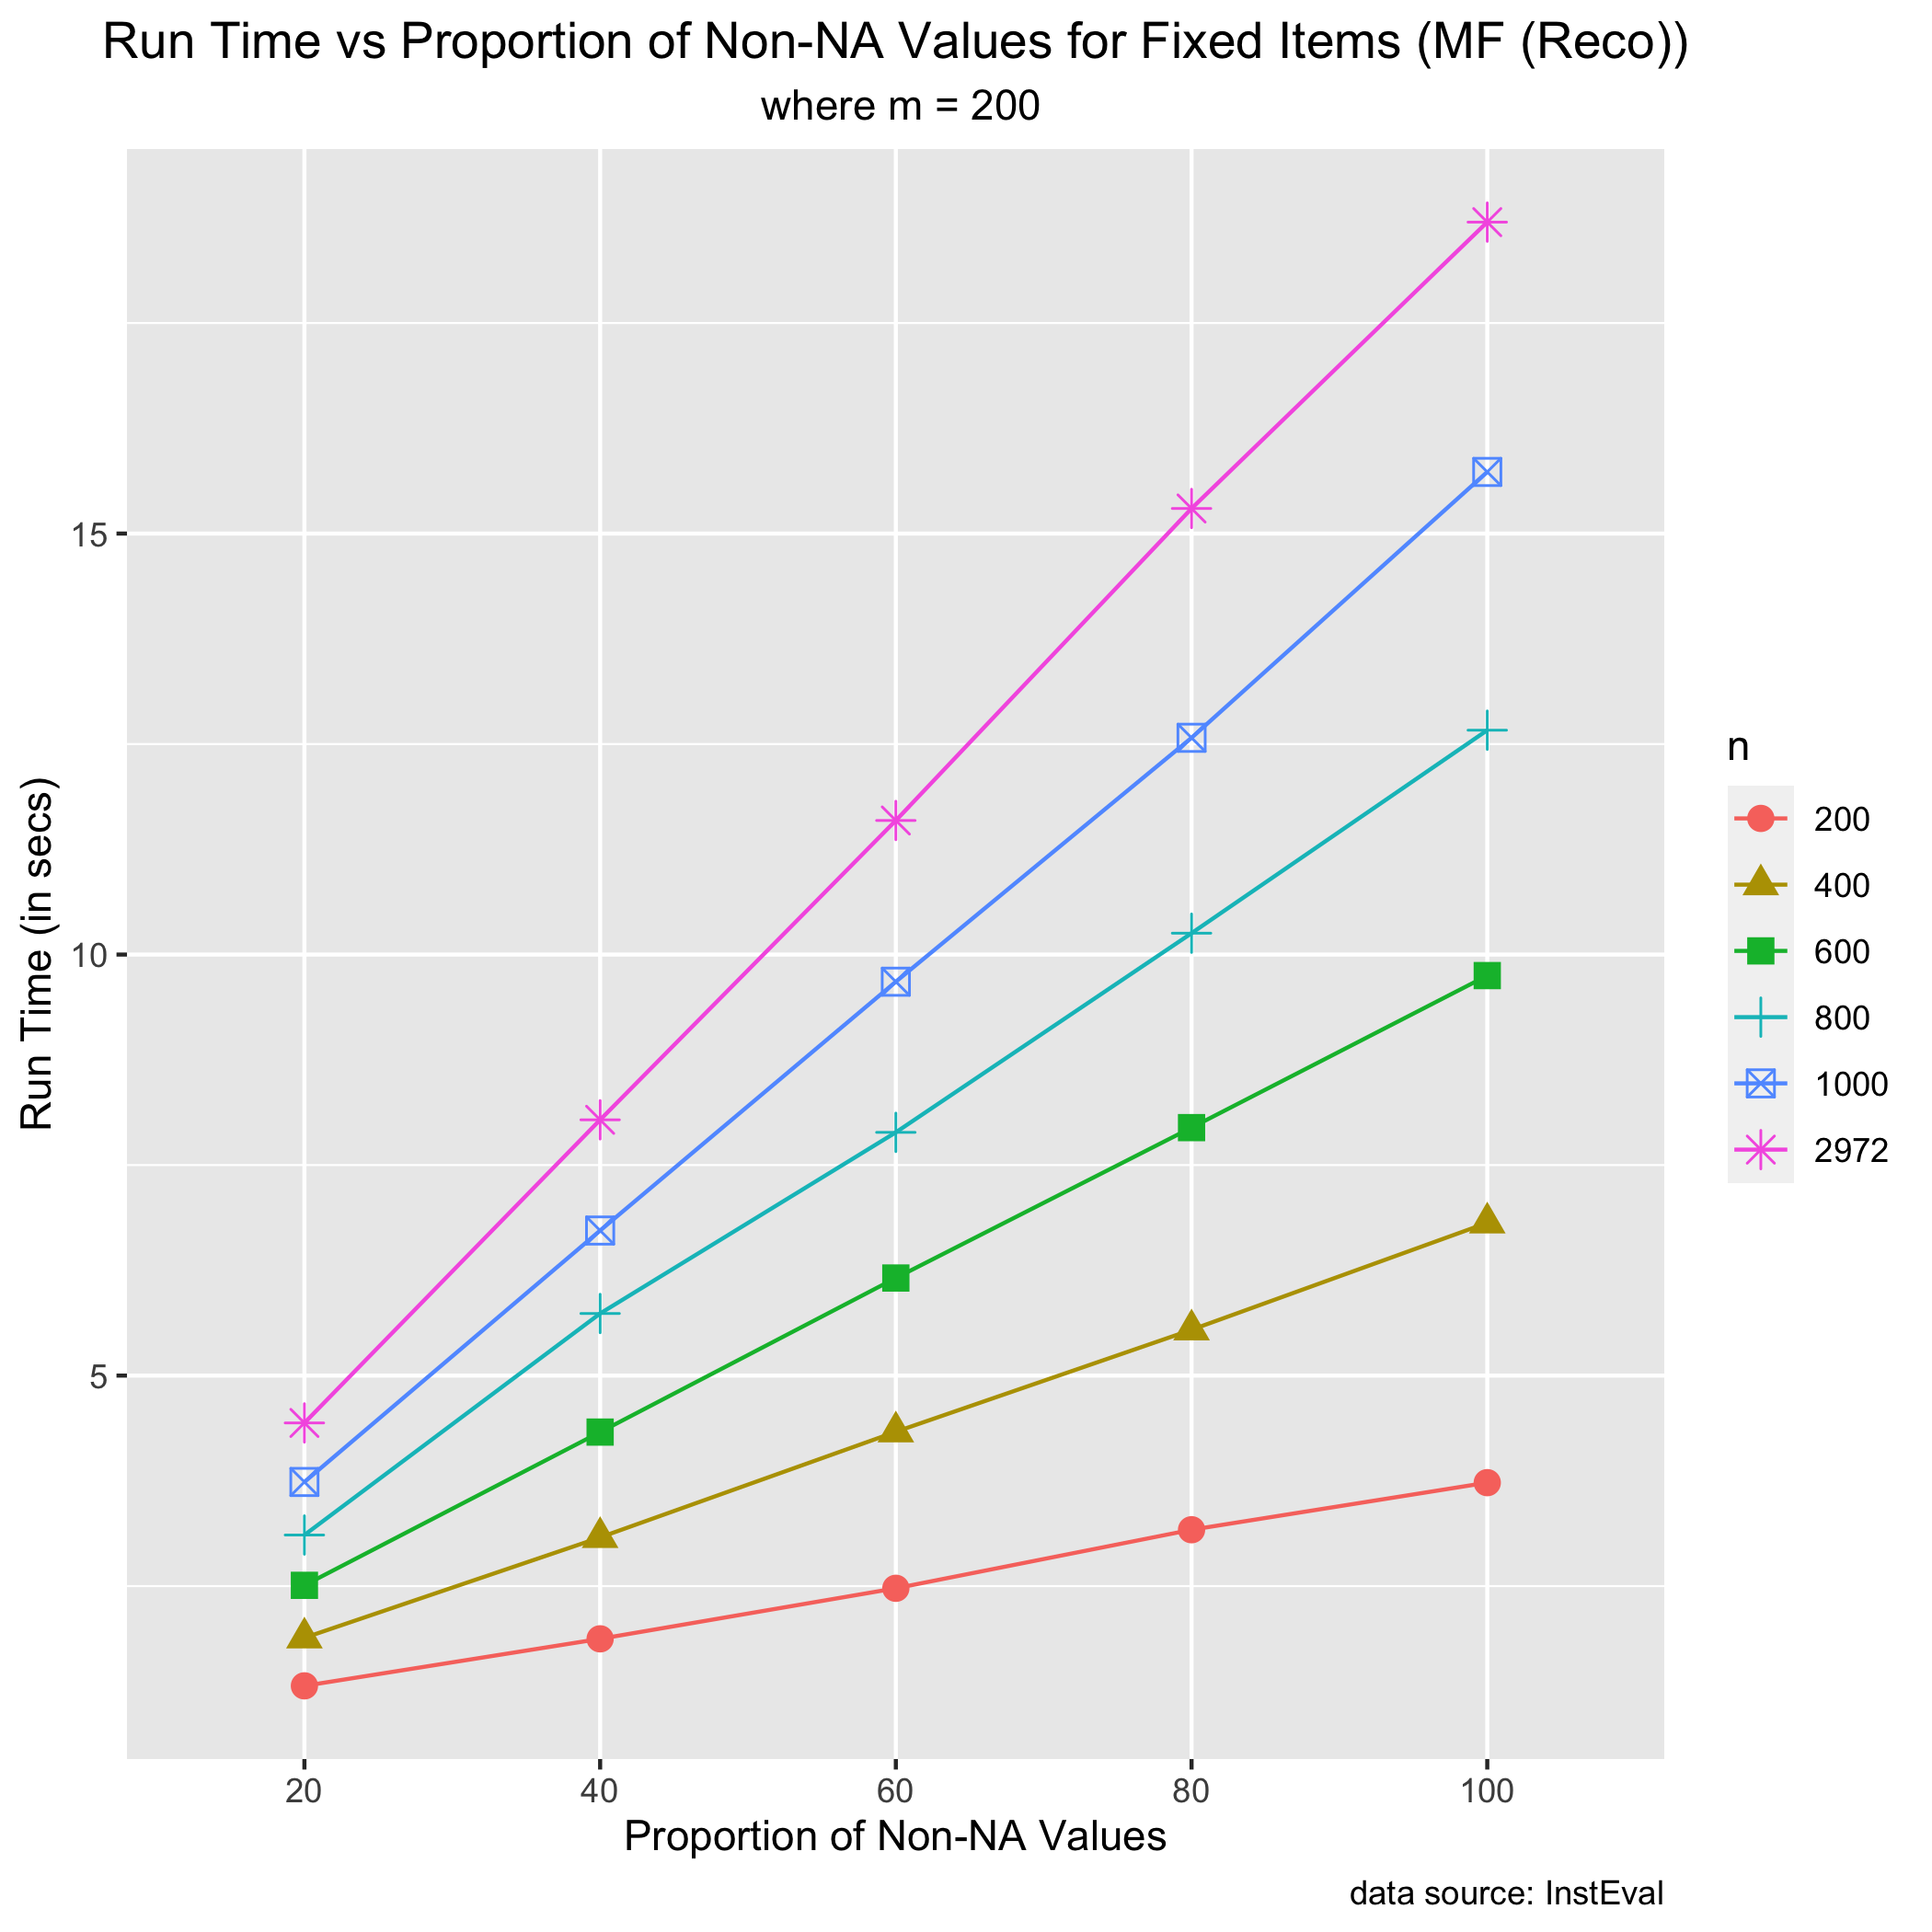 Run Time vs Proportion of Non-NA Values for Fixed Items (MF (Reco))
where m = 200
Run Time (in secs)
15
10
5
20 40 60 80 100
Proportion of Non-NA Values
n
200
400
600
800
1000
2972
data source: InstEval